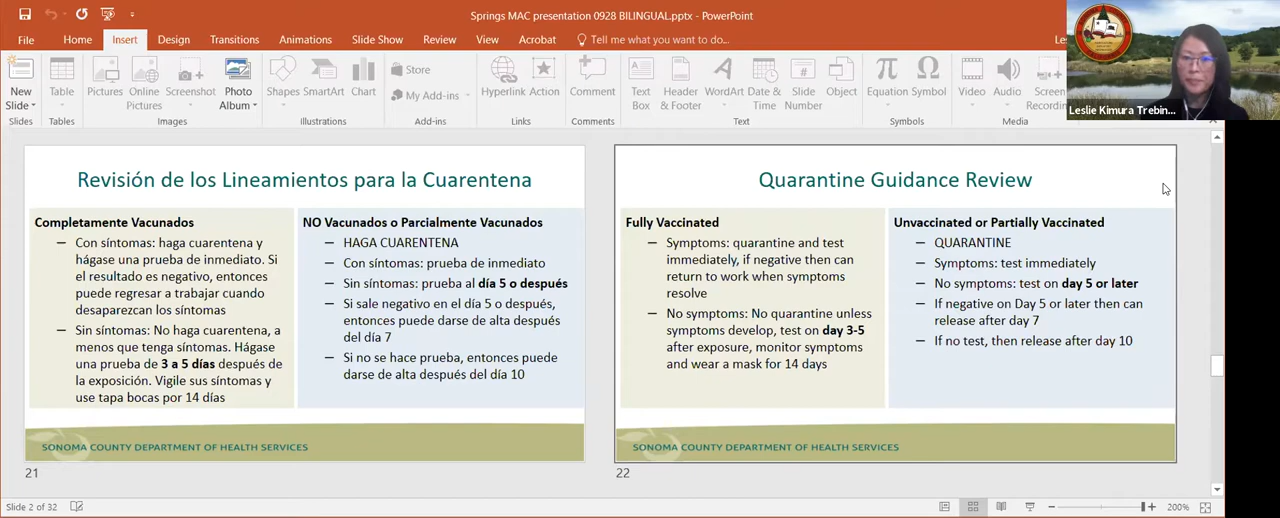 Springs MAC presentation 0928 BILINGUAL.pptx - PowerPoint
File Home Insert Design Transitions Animations Slide Show Review View Acrobat Tell me what you want to do...
New Slide
Table
Pictures
Online Pictures
Screenshot
Photo Album
Shapes
SmartArt
Chart
Store
My Add-ins
Hyperlink
Action
Comment
Text Box
Header & Footer
WordArt
Date & Time
Slide Number
Object
Equation
Symbol
Video
Audio
Screen
Slides
Tables
Images
Illustrations
Add-ins
Links
Comments
Text
Symbols
Media
Leslie Kimura Trebin...
Revisión de los Lineamientos para la Cuarentena
Completamente Vacunados
– Con síntomas: haga cuarentena y
hágase una prueba de inmediato. Si
el resultado es negativo, entonces
puede regresar a trabajar cuando
desaparezcan los síntomas
– Sin síntomas: No haga cuarentena, a
menos que tenga síntomas. Hágase
una prueba de 3 a 5 días después de
la exposición. Vigile sus síntomas y
use tapa bocas por 14 días
NO Vacunados o Parcialmente Vacunados
– HAGA CUARENTENA
– Con síntomas: prueba de inmediato
– Sin síntomas: prueba al día 5 o después
– Si sale negativo en el día 5 o después,
entonces puede darse de alta después
del día 7
– Si no se hace prueba, entonces puede
darse de alta después del día 10
SONOMA COUNTY DEPARTMENT OF HEALTH SERVICES
21
Quarantine Guidance Review
Fully Vaccinated
– Symptoms: quarantine and test
immediately, if negative then can
return to work when symptoms
resolve
– No symptoms: No quarantine unless
symptoms develop, test on day 3-5
after exposure, monitor symptoms
and wear a mask for 14 days
Unvaccinated or Partially Vaccinated
– QUARANTINE
– Symptoms: test immediately
– No symptoms: test on day 5 or later
– If negative on Day 5 or later then can
release after day 7
– If no test, then release after day 10
SONOMA COUNTY DEPARTMENT OF HEALTH SERVICES
22
Slide 2 of 32
200%